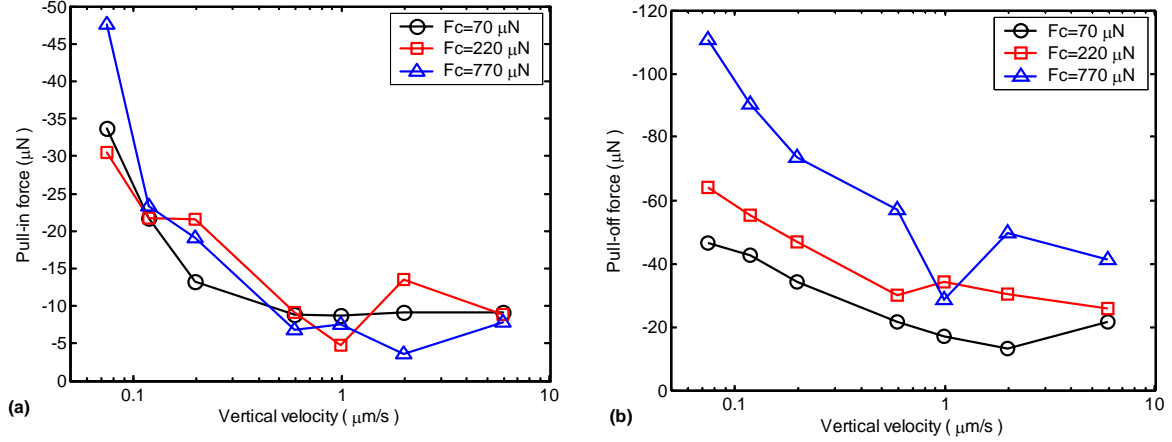 -50
-45
-40
-35
-30
-25
-20
-15
-10
-5
0
Pull-in force (μN)
Fc=70 μN
Fc=220 μN
Fc=770 μN
0.1
1
10
Vertical velocity ( μm/s )
(a)
-120
-100
-80
-60
-40
-20
0
Pull-off force (μN)
Fc=70 μN
Fc=220 μN
Fc=770 μN
0.1
1
10
Vertical velocity ( μm/s )
(b)